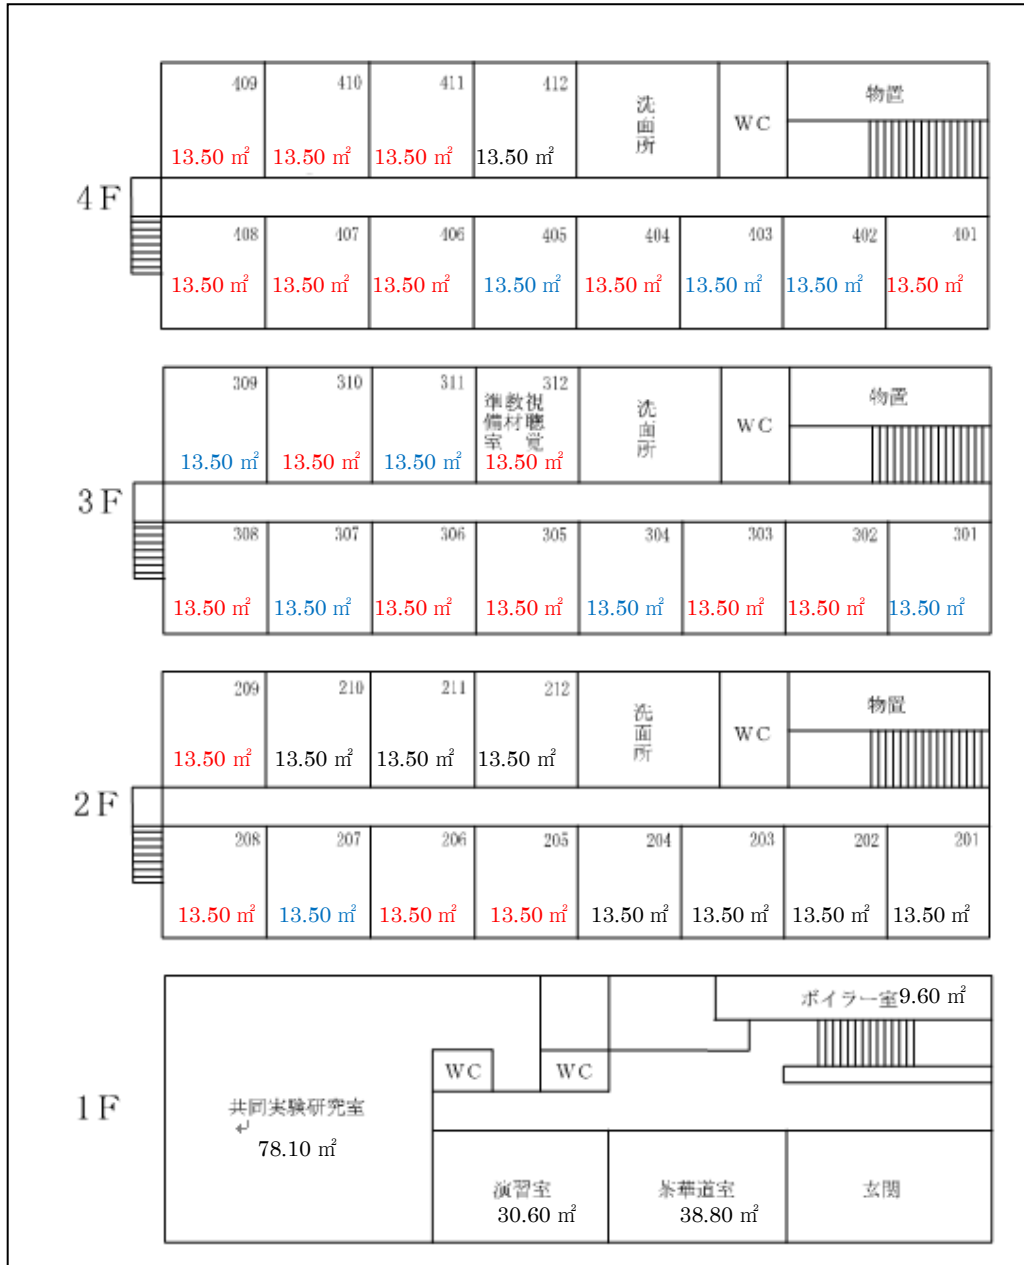 409 410 411 412 洗面所 WC 物置
13.50 ㎡ 13.50 ㎡ 13.50 ㎡ 13.50 ㎡
4F
408 407 406 405 404 403 402 401
13.50 ㎡ 13.50 ㎡ 13.50 ㎡ 13.50 ㎡ 13.50 ㎡ 13.50 ㎡ 13.50 ㎡ 13.50 ㎡
309 310 311 312 視聴覚教材準備室 洗面所 WC 物置
13.50 ㎡ 13.50 ㎡ 13.50 ㎡ 13.50 ㎡
3F
308 307 306 305 304 303 302 301
13.50 ㎡ 13.50 ㎡ 13.50 ㎡ 13.50 ㎡ 13.50 ㎡ 13.50 ㎡ 13.50 ㎡ 13.50 ㎡
209 210 211 212 洗面所 WC 物置
13.50 ㎡ 13.50 ㎡ 13.50 ㎡ 13.50 ㎡
2F
208 207 206 205 204 203 202 201
13.50 ㎡ 13.50 ㎡ 13.50 ㎡ 13.50 ㎡ 13.50 ㎡ 13.50 ㎡ 13.50 ㎡ 13.50 ㎡
ボイラー室9.60 ㎡
WC WC
1F
共同実験研究室
78.10 ㎡
演習室 茶華道室 玄関
30.60 ㎡ 38.80 ㎡